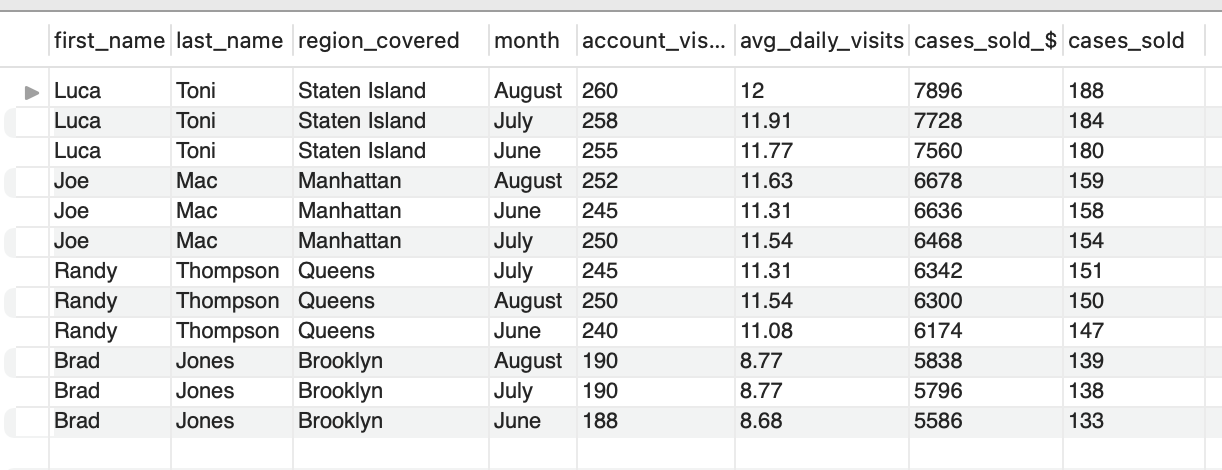 first_name last_name region_covered month account_vis... avg_daily_visits cases_sold_$ cases_sold
Luca Toni Staten Island August 260 12 7896 188
Luca Toni Staten Island July 258 11.91 7728 184
Luca Toni Staten Island June 255 11.77 7560 180
Joe Mac Manhattan August 252 11.63 6678 159
Joe Mac Manhattan June 245 11.31 6636 158
Joe Mac Manhattan July 250 11.54 6468 154
Randy Thompson Queens July 245 11.31 6342 151
Randy Thompson Queens August 250 11.54 6300 150
Randy Thompson Queens June 240 11.08 6174 147
Brad Jones Brooklyn August 190 8.77 5838 139
Brad Jones Brooklyn July 190 8.77 5796 138
Brad Jones Brooklyn June 188 8.68 5586 133